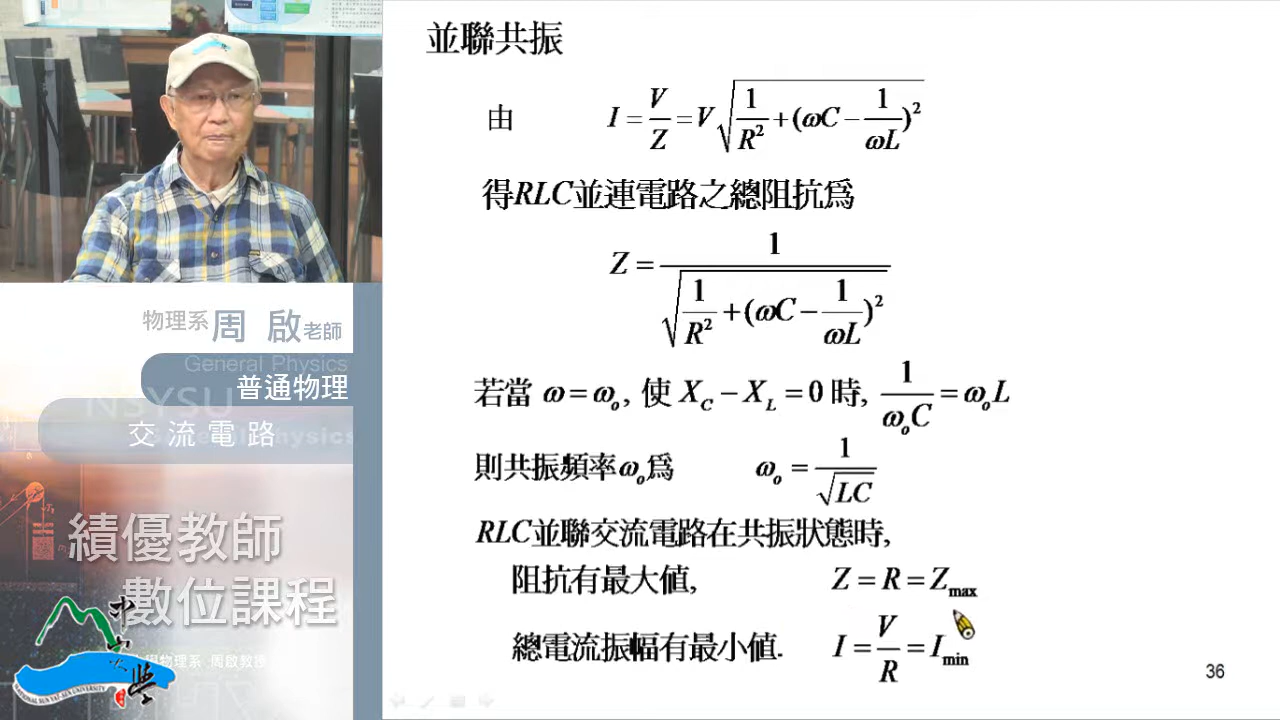 並聯共振
由 I = V/Z = V√(1/R² + (ωC − 1/ωL)²)
得RLC並連電路之總阻抗爲
Z = 1/√(1/R² + (ωC − 1/ωL)²)
若當 ω = ωₒ, 使 X_C − X_L = 0 時, 1/ωₒC = ωₒL
則共振頻率ωₒ爲 ωₒ = 1/√LC
RLC並聯交流電路在共振狀態時,
阻抗有最大値, Z = R = Z_max
總電流振幅有最小値. I = V/R = I_min
36
物理系 周 啟 老師
General Physics
普通物理
NSYSU
交流電路
績優教師
數位課程